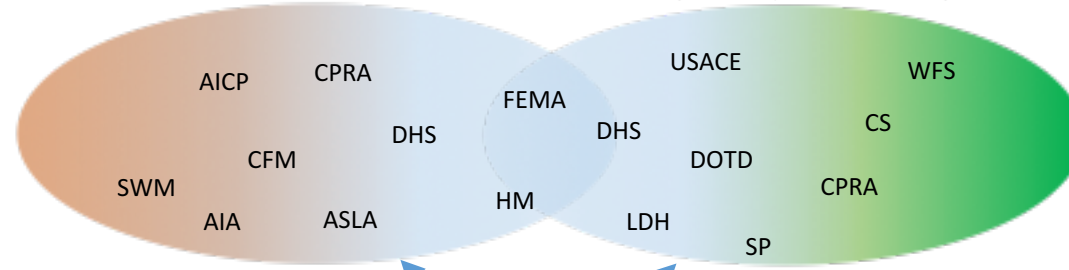 AICP
CPRA
DHS
CFM
SWM
AIA
ASLA
FEMA
HM
USACE
DHS
DOTD
LDH
SP
WFS
CS
CPRA